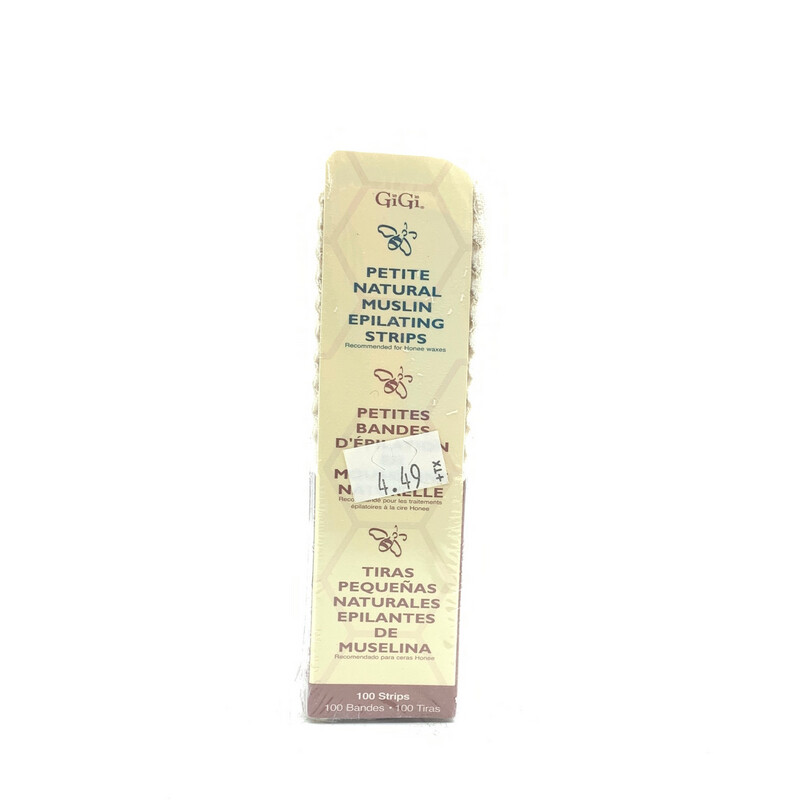 GiGi
PETITE
NATURAL
MUSLIN
EPILATING
STRIPS
Recommended for Honee waxes
PETITES
BANDES
4.49
+TX
pour les traitements
épilatoires à la cire Honee
TIRAS
PEQUEÑAS
NATURALES
EPILANTES
DE
MUSELINA
Recomendado para ceras Honee
100 Strips
100 Bandes • 100 Tiras